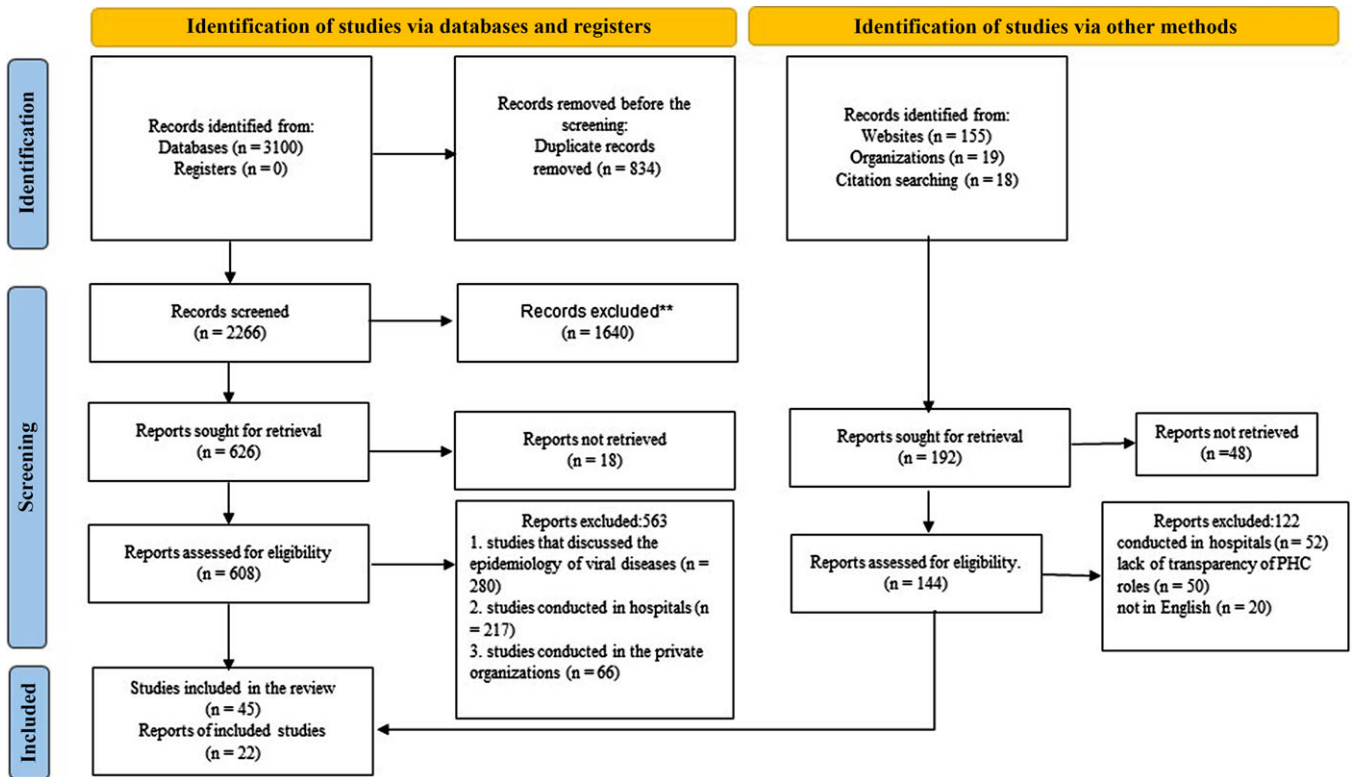 Identification of studies via databases and registers
Identification of studies via other methods
Identification
Records identified from:
Databases (n = 3100)
Registers (n = 0)
Records removed before the
screening:
Duplicate records
removed (n = 834)
Records identified from:
Websites (n = 155)
Organizations (n = 19)
Citation searching (n = 18)
Screening
Records screened
(n = 2266)
Records excluded**
(n = 1640)
Reports sought for retrieval
(n = 626)
Reports not retrieved
(n = 18)
Reports sought for retrieval
(n = 192)
Reports not retrieved
(n =48)
Reports assessed for eligibility
(n = 608)
Reports excluded:563
1. studies that discussed the
epidemiology of viral diseases (n =
280)
2. studies conducted in hospitals (n
= 217)
3. studies conducted in the private
organizations (n = 66)
Reports assessed for eligibility.
(n = 144)
Reports excluded:122
conducted in hospitals (n = 52)
lack of transparency of PHC
roles (n = 50)
not in English (n = 20)
Included
Studies included in the review
(n = 45)
Reports of included studies
(n = 22)